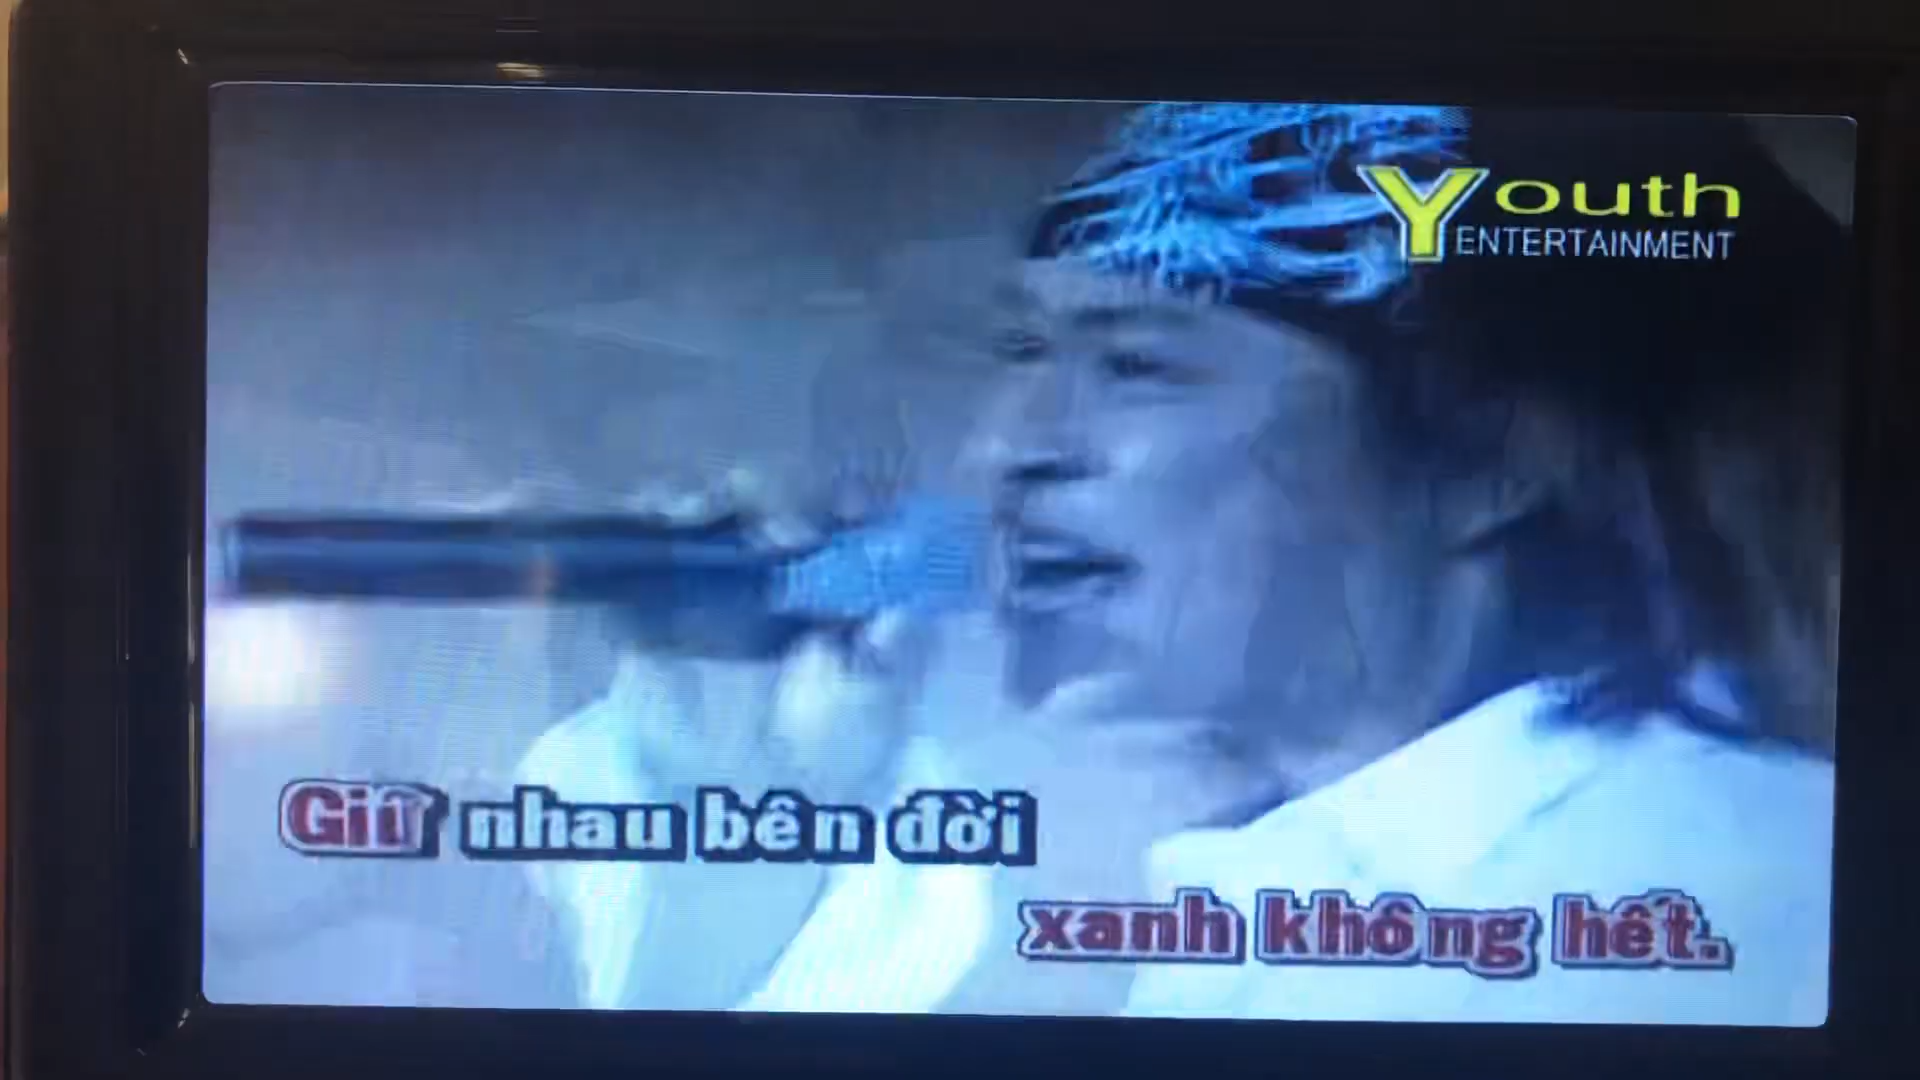 Youth
ENTERTAINMENT
Giữ nhau bên đời
xanh không hết.